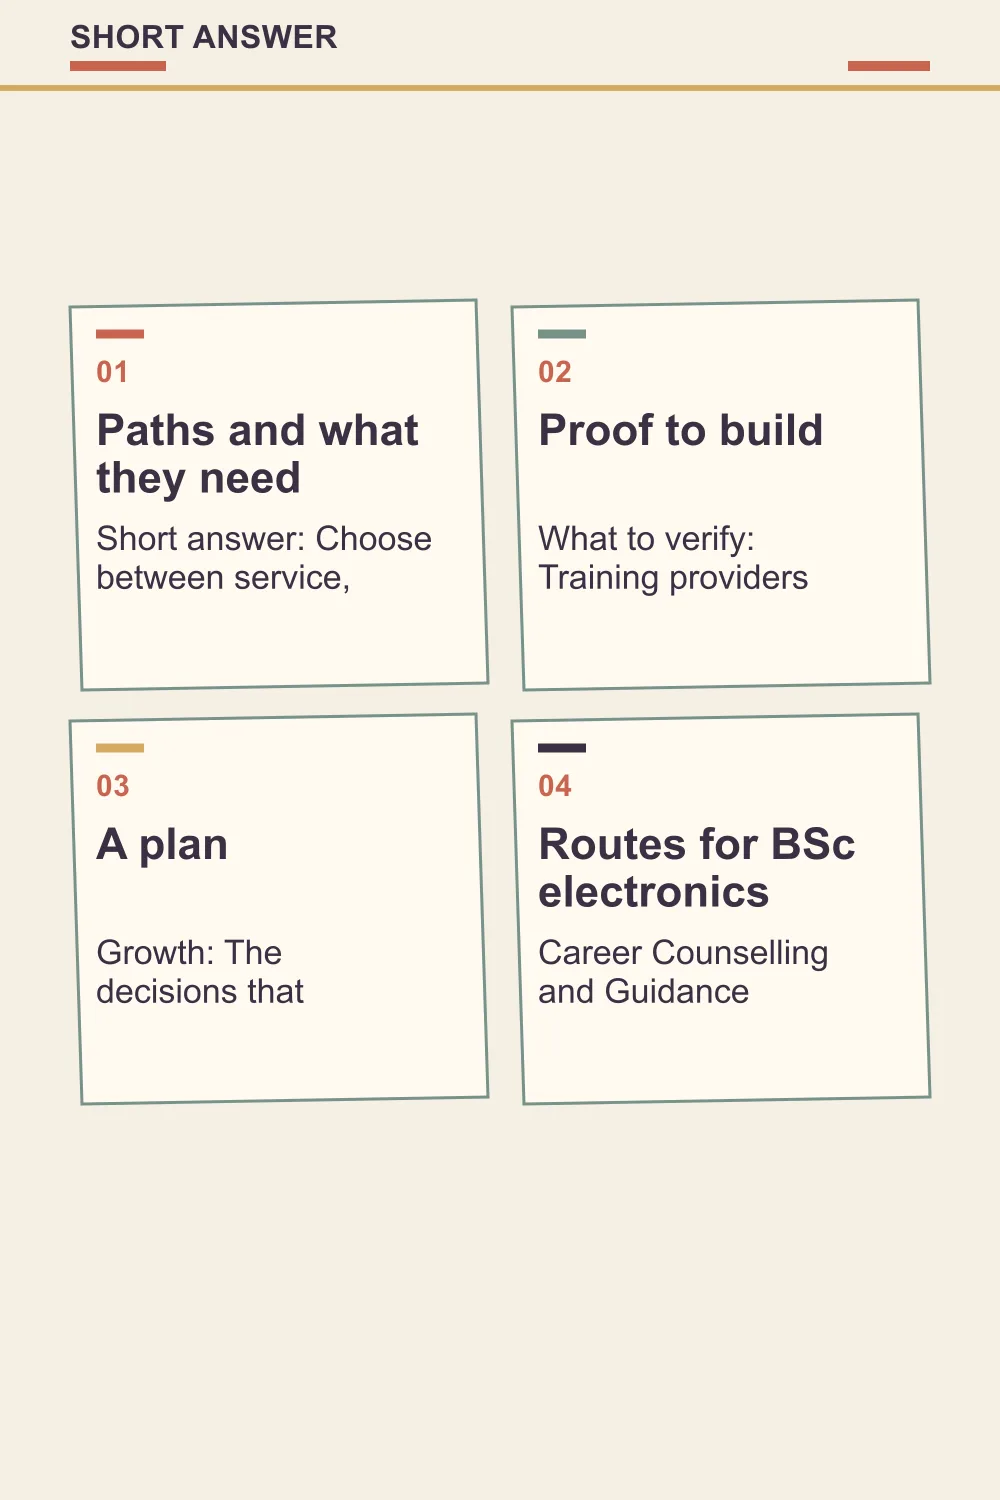 SHORT ANSWER
01
Paths and what
they need
Short answer: Choose
between service,
02
Proof to build
What to verify:
Training providers
03
A plan
Growth: The
decisions that
04
Routes for BSc
electronics
Career Counselling
and Guidance